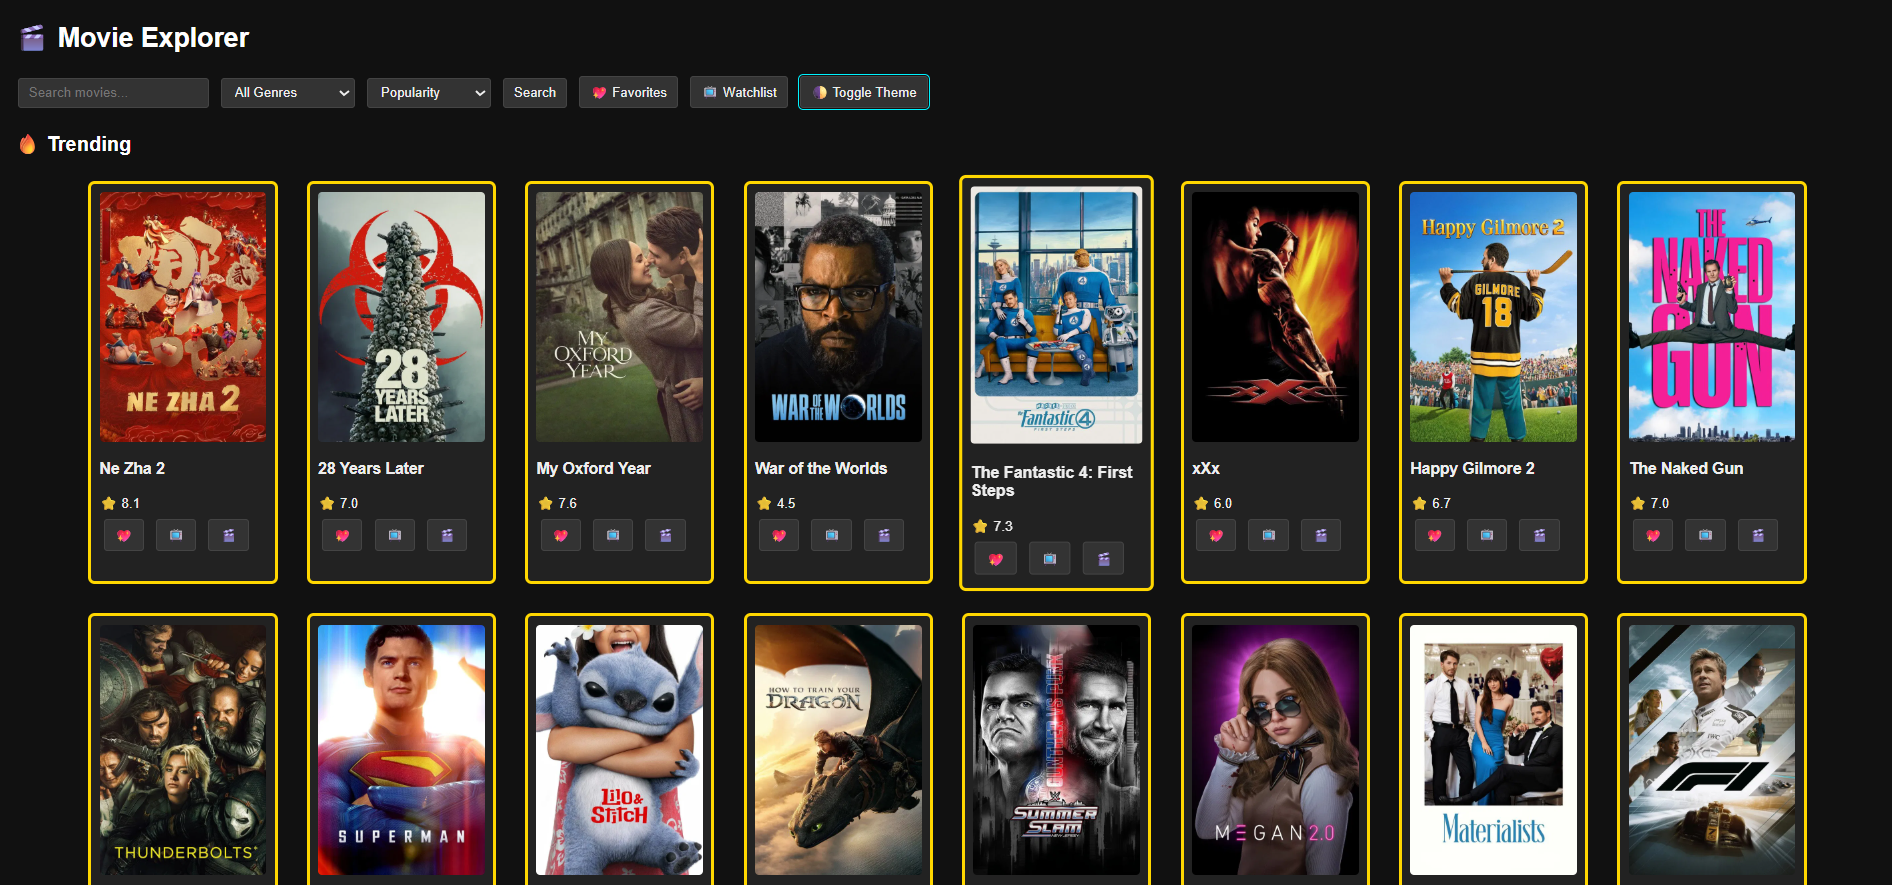 Movie Explorer
Search movies...
All Genres
Popularity
Search
Favorites
Watchlist
Toggle Theme
Trending
NE ZHA 2
28
YEARS
LATER
MY
OXFORD
YEAR
WAR OF THE WORLDS
Fantastic 4
FIRST STEPS
xXx
Happy Gilmore 2
GILMORE
18
THE
NAKED
GUN
Ne Zha 2
28 Years Later
My Oxford Year
War of the Worlds
The Fantastic 4: First
Steps
xXx
Happy Gilmore 2
The Naked Gun
8.1
7.0
7.6
4.5
7.3
6.0
6.7
7.0
THUNDERBOLTS*
SUPERMAN
Lilo &
Stitch
HOW TO TRAIN YOUR
DRAGON
GUNTHER VS PUNK
SUMMER
SLAM
NEW JERSEY
M3GAN 2.0
Materialists
F1